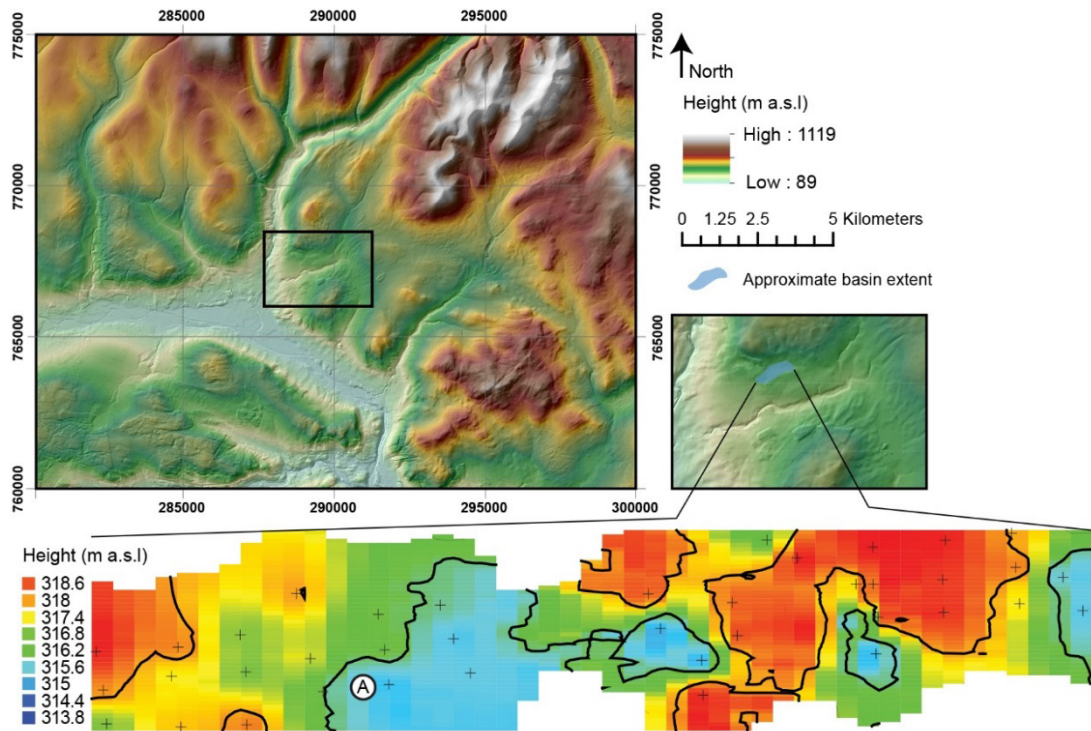 285000 290000 295000
775000
775000
North
Height (m a.s.l)
High : 1119
Low : 89
770000
770000
0 1.25 2.5 5 Kilometers
Approximate basin extent
765000
765000
760000
760000
285000 290000 295000 300000
Height (m a.s.l)
318.6
318
317.4
316.8
316.2
315.6
315
314.4
313.8
A